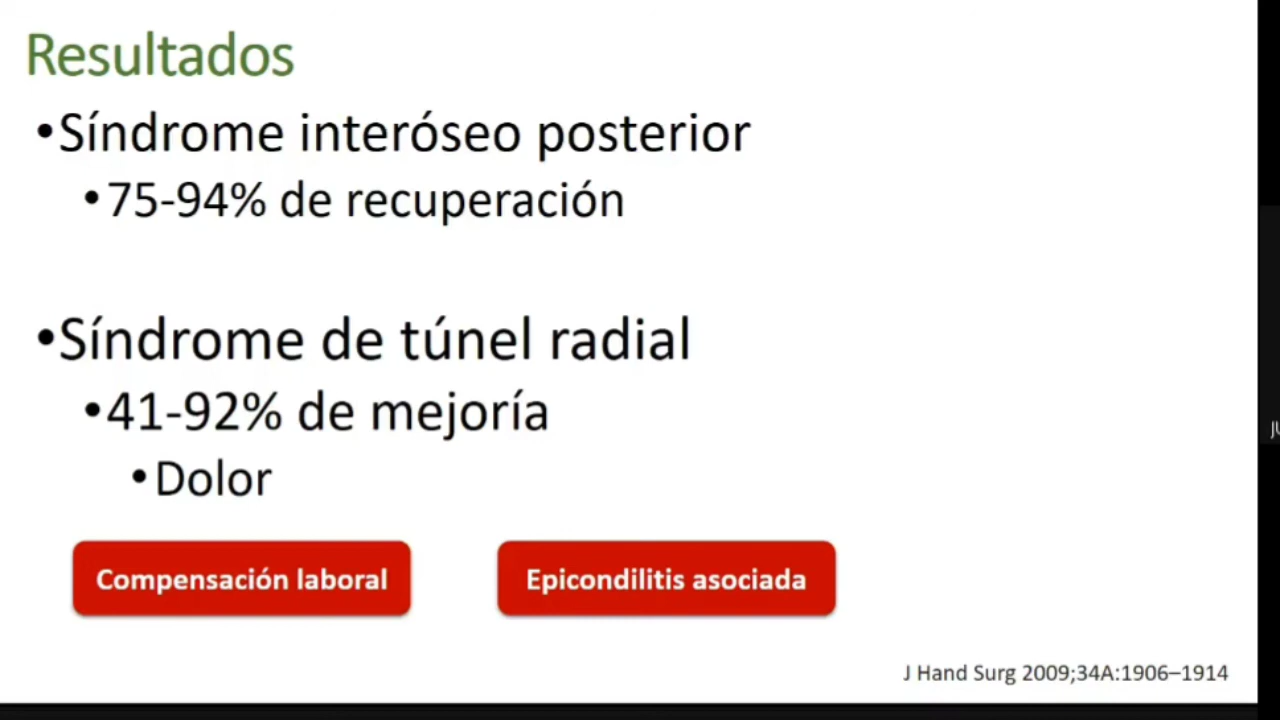 Resultados
•Síndrome interóseo posterior
•75-94% de recuperación
•Síndrome de túnel radial
•41-92% de mejoría
•Dolor
Compensación laboral
Epicondilitis asociada
J Hand Surg 2009;34A:1906–1914